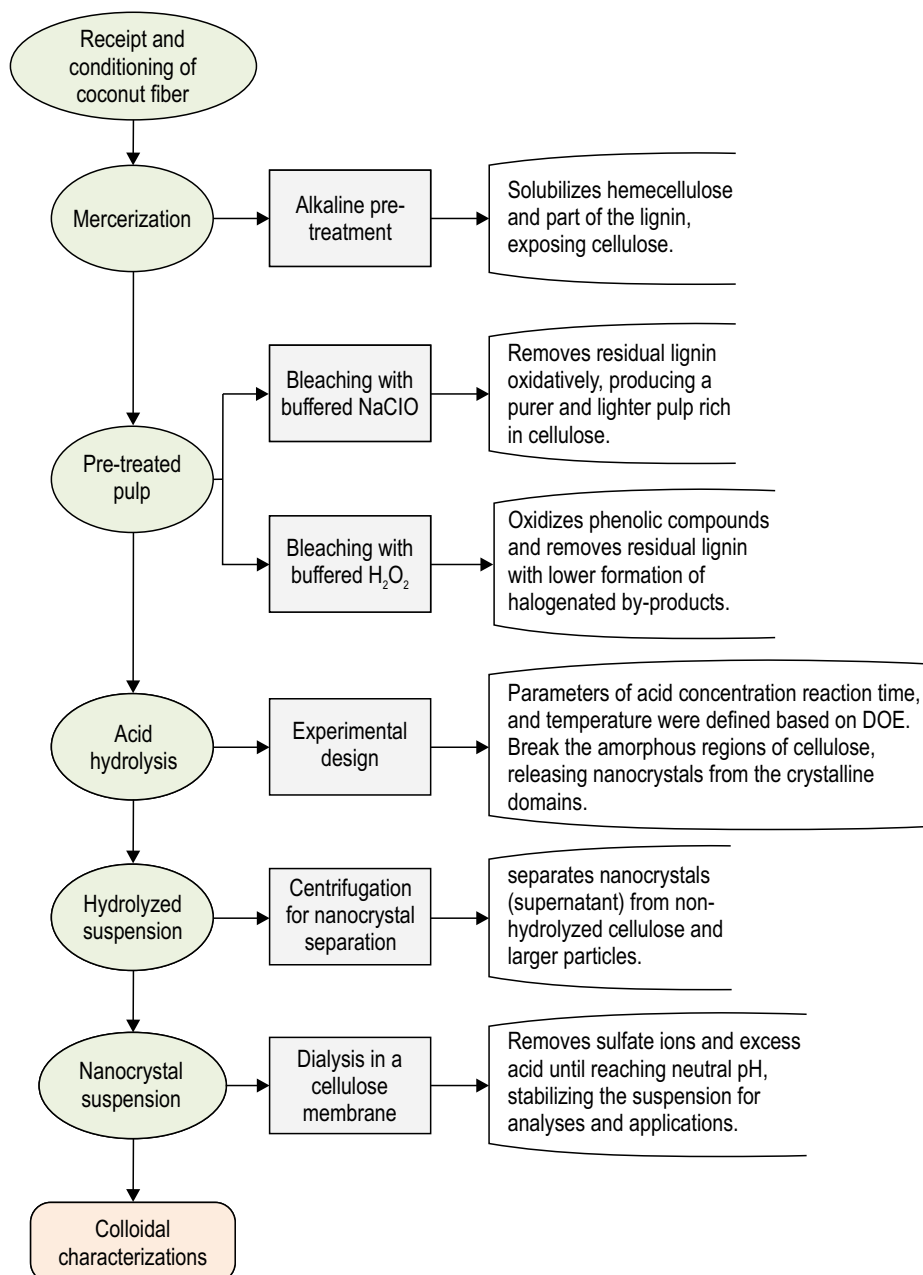 Receipt and
conditioning of
coconut fiber
Mercerization
Alkaline pre-
treatment
Solubilizes hemecellulose
and part of the lignin,
exposing cellulose.
Pre-treated
pulp
Bleaching with
buffered NaClO
Removes residual lignin
oxidatively, producing a
purer and lighter pulp rich
in cellulose.
Bleaching with
buffered H₂O₂
Oxidizes phenolic compounds
and removes residual lignin
with lower formation of
halogenated by-products.
Acid
hydrolysis
Experimental
design
Parameters of acid concentration reaction time,
and temperature were defined based on DOE.
Break the amorphous regions of cellulose,
releasing nanocrystals from the crystalline
domains.
Hydrolyzed
suspension
Centrifugation
for nanocrystal
separation
separates nanocrystals
(supernatant) from non-
hydrolyzed cellulose and
larger particles.
Nanocrystal
suspension
Dialysis in a
cellulose
membrane
Removes sulfate ions and excess
acid until reaching neutral pH,
stabilizing the suspension for
analyses and applications.
Colloidal
characterizations